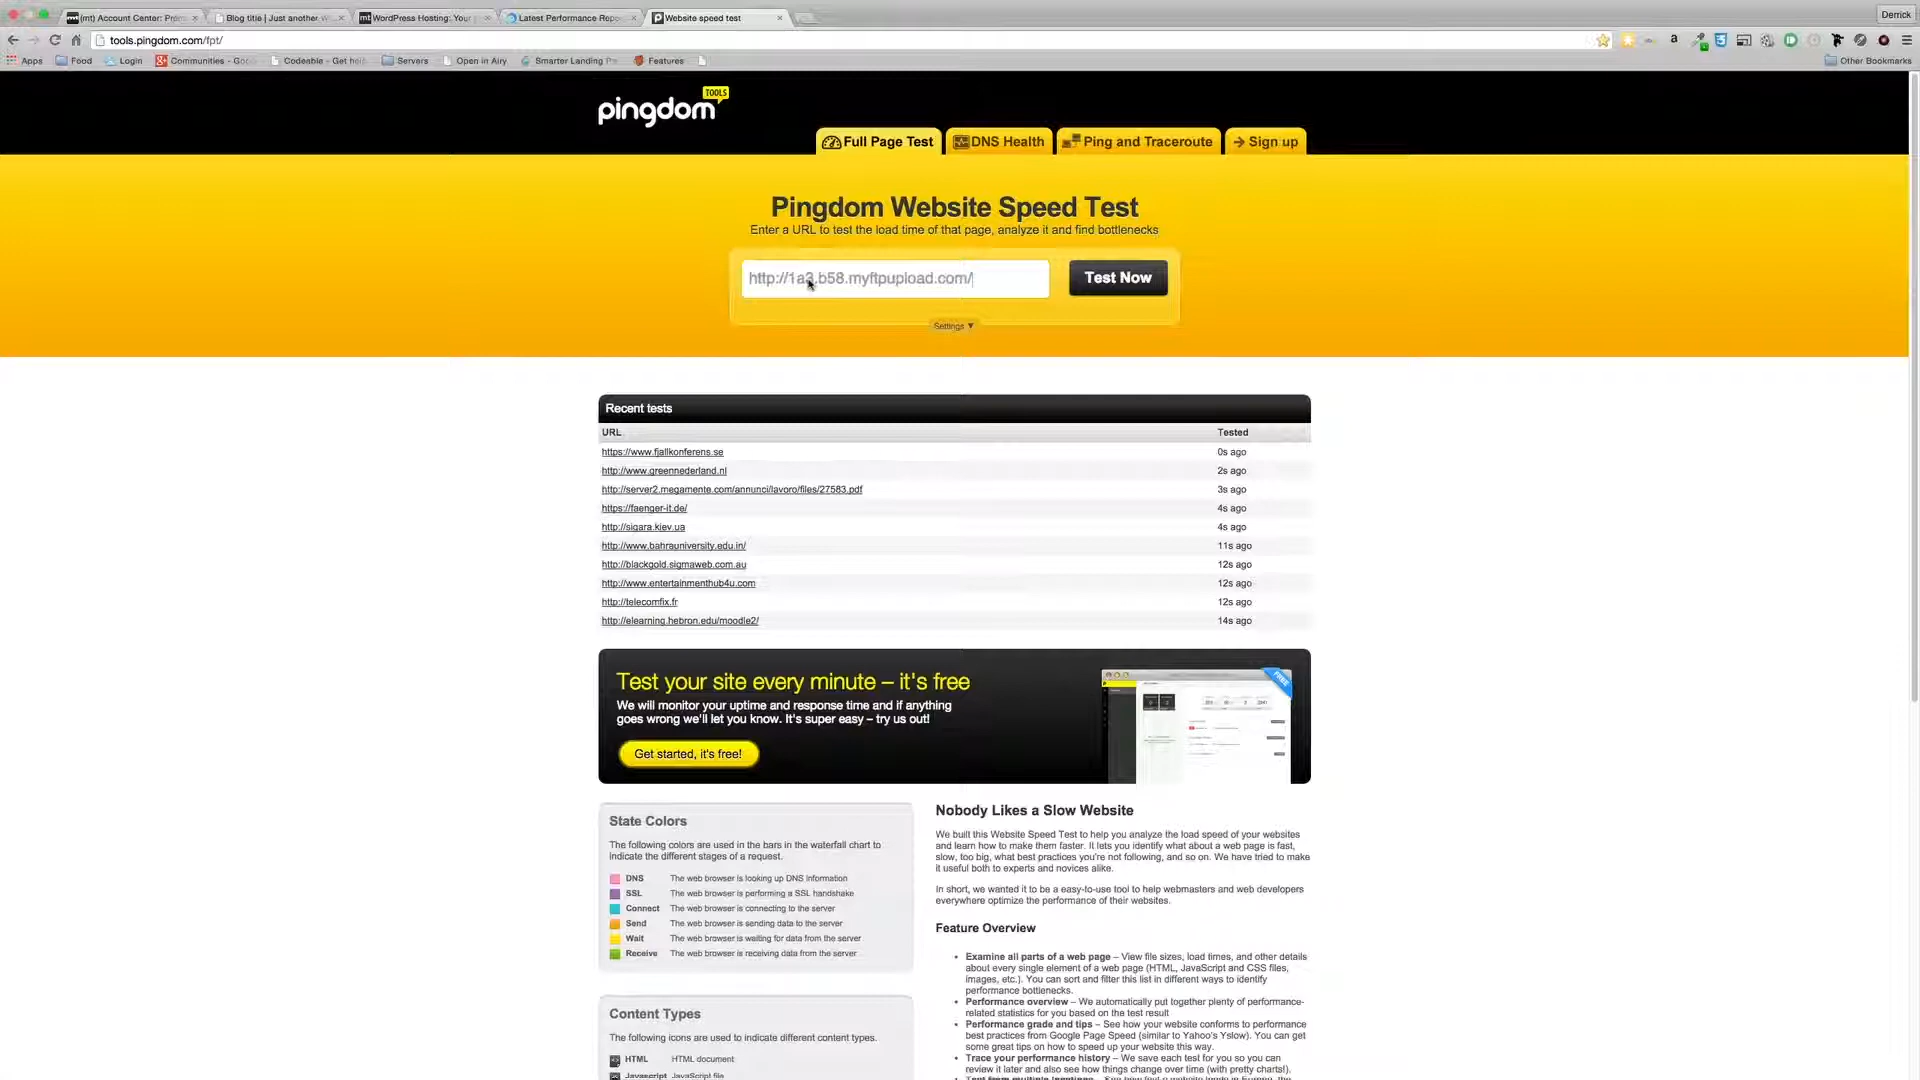 (mt) Account Center: Prim
Blog title | Just another W
WordPress Hosting: Your
Latest Performance Repo
Website speed test
Derrick
tools.pingdom.com/fpt/
Apps
Food
Login
Communities - Goo
Codeable - Get hel
Servers
Open in Airy
Smarter Landing P
Features
Other Bookmarks
pingdom TOOLS
Full Page Test
DNS Health
Ping and Traceroute
Sign up
Pingdom Website Speed Test
Enter a URL to test the load time of that page, analyze it and find bottlenecks
http://1a3.b58.myftpupload.com/
Test Now
Settings ▼
Recent tests
URL Tested
https://www.fjallkonferens.se 0s ago
http://www.greennederland.nl 2s ago
http://server2.megamente.com/annunci/lavoro/files/27583.pdf 3s ago
https://faenger-it.de/ 4s ago
http://sigara.kiev.ua 4s ago
http://www.bahrauniversity.edu.in/ 11s ago
http://blackgold.sigmaweb.com.au 12s ago
http://www.entertainmenthub4u.com 12s ago
http://telecomfix.fr 12s ago
http://elearning.hebron.edu/moodle2/ 14s ago
Test your site every minute – it's free
We will monitor your uptime and response time and if anything
goes wrong we'll let you know. It's super easy – try us out!
Get started, it's free!
FREE
State Colors
The following colors are used in the bars in the waterfall chart to
indicate the different stages of a request.
DNS The web browser is looking up DNS information
SSL The web browser is performing a SSL handshake
Connect The web browser is connecting to the server
Send The web browser is sending data to the server
Wait The web browser is waiting for data from the server
Receive The web browser is receiving data from the server
Content Types
The following icons are used to indicate different content types.
HTML HTML document
Javascript JavaScript file
Nobody Likes a Slow Website
We built this Website Speed Test to help you analyze the load speed of your websites
and learn how to make them faster. It lets you identify what about a web page is fast,
slow, too big, what best practices you're not following, and so on. We have tried to make
it useful both to experts and novices alike.
In short, we wanted it to be a easy-to-use tool to help webmasters and web developers
everywhere optimize the performance of their websites.
Feature Overview
• Examine all parts of a web page – View file sizes, load times, and other details
about every single element of a web page (HTML, JavaScript and CSS files,
images, etc.). You can sort and filter this list in different ways to identify
performance bottlenecks.
• Performance overview – We automatically put together plenty of performance-
related statistics for you based on the test result
• Performance grade and tips – See how your website conforms to performance
best practices from Google Page Speed (similar to Yahoo's Yslow). You can get
some great tips on how to speed up your website this way.
• Trace your performance history – We save each test for you so you can
review it later and also see how things change over time (with pretty charts!).